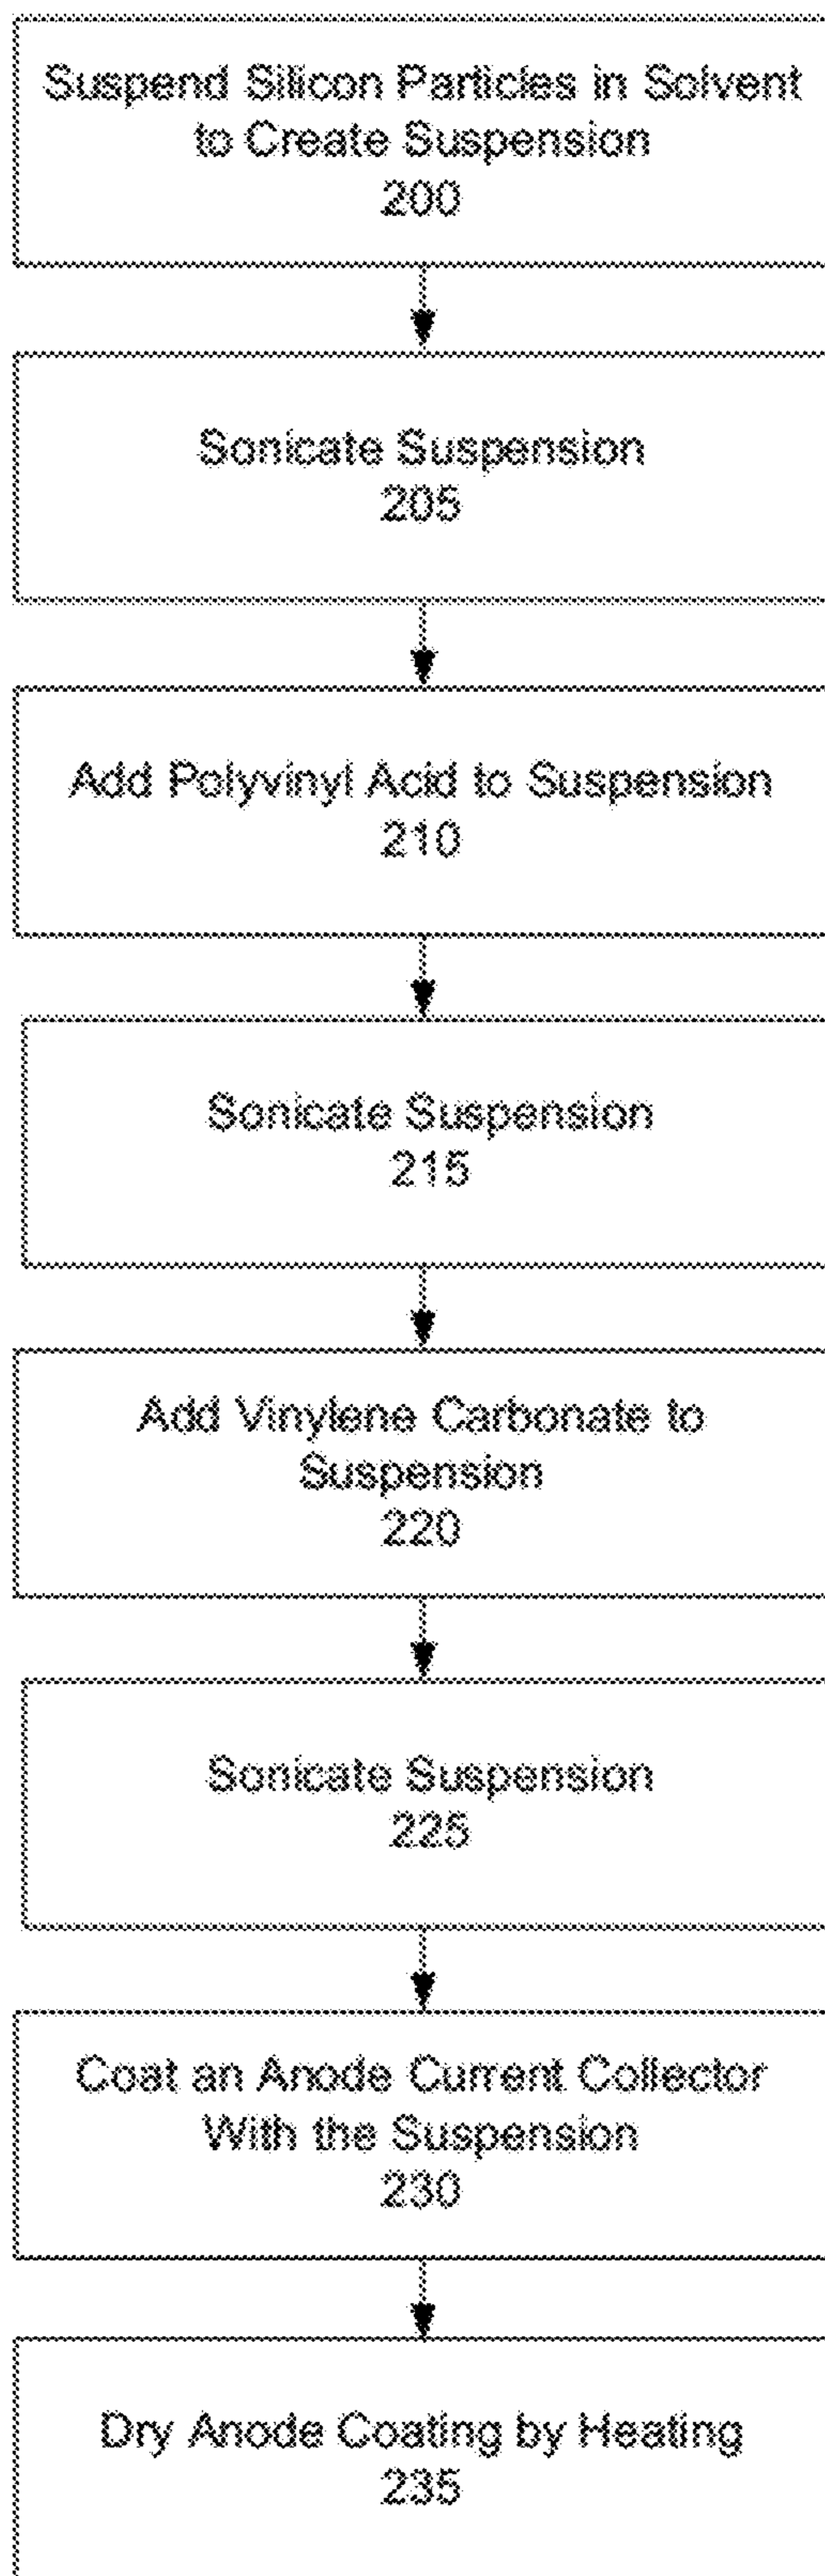 Suspend Silicon Particles in Solvent
to Create Suspension
200
Sonicate Suspension
205
Add Polyvinyl Acid to Suspension
210
Sonicate Suspension
215
Add Vinylene Carbonate to
Suspension
220
Sonicate Suspension
225
Coat an Anode Current Collector
With the Suspension
230
Dry Anode Coating by Heating
235